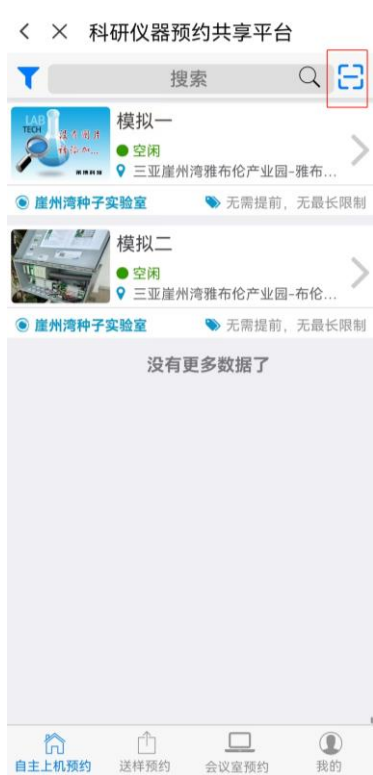 科研仪器预约共享平台
搜索
LAB
TECH
模拟一
空闲
三亚崖州湾雅布伦产业园-雅布...
崖州湾种子实验室
无需提前，无最长限制
模拟二
空闲
三亚崖州湾雅布伦产业园-布伦...
崖州湾种子实验室
无需提前，无最长限制
没有更多数据了
自主上机预约
送样预约
会议室预约
我的